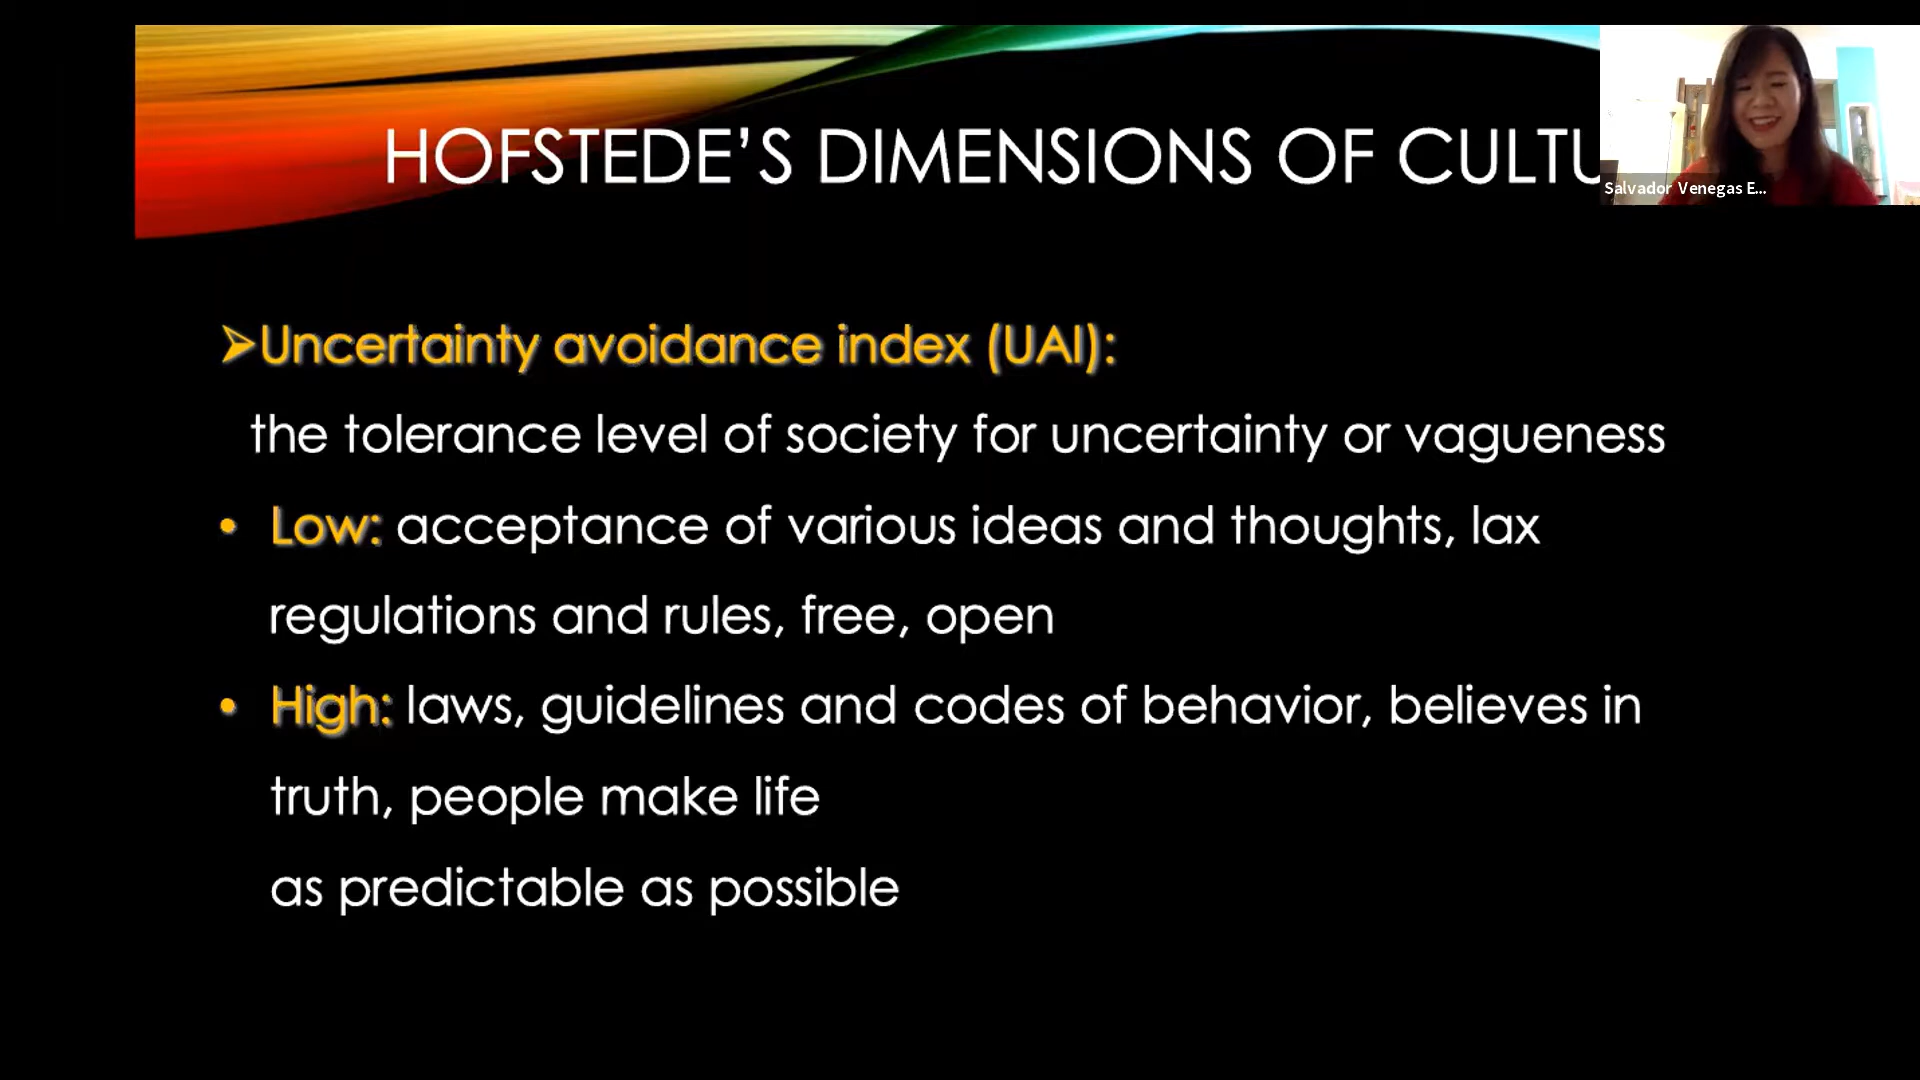 HOFSTEDE’S DIMENSIONS OF CULTU
Salvador Venegas E...
➢Uncertainty avoidance index (UAI):
the tolerance level of society for uncertainty or vagueness
• Low: acceptance of various ideas and thoughts, lax
regulations and rules, free, open
• High: laws, guidelines and codes of behavior, believes in
truth, people make life
as predictable as possible